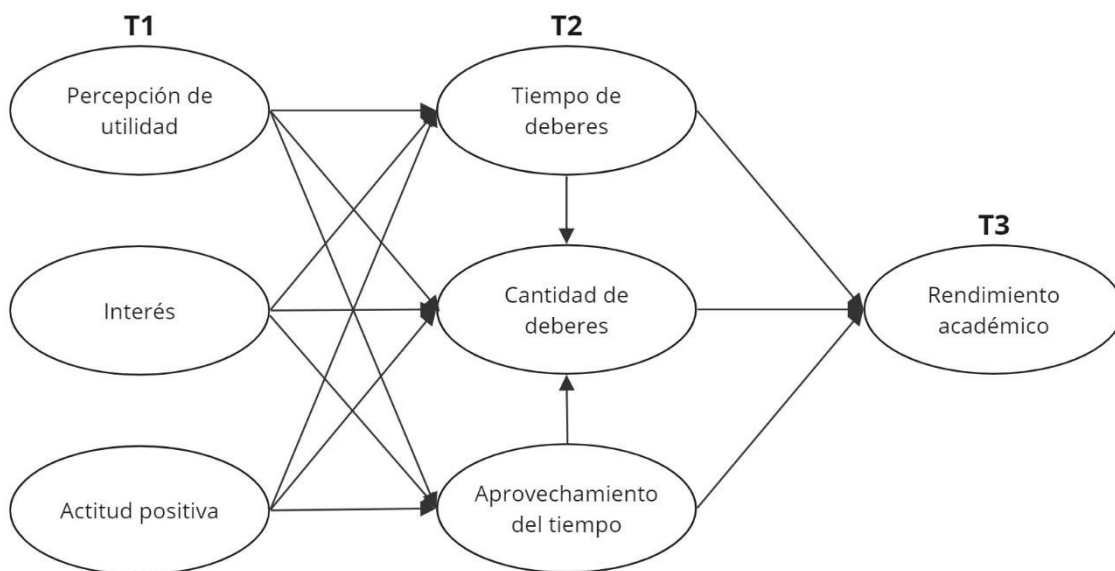 T1
Percepción de
utilidad
Interés
Actitud positiva
T2
Tiempo de
deberes
Cantidad de
deberes
Aprovechamiento
del tiempo
T3
Rendimiento
académico